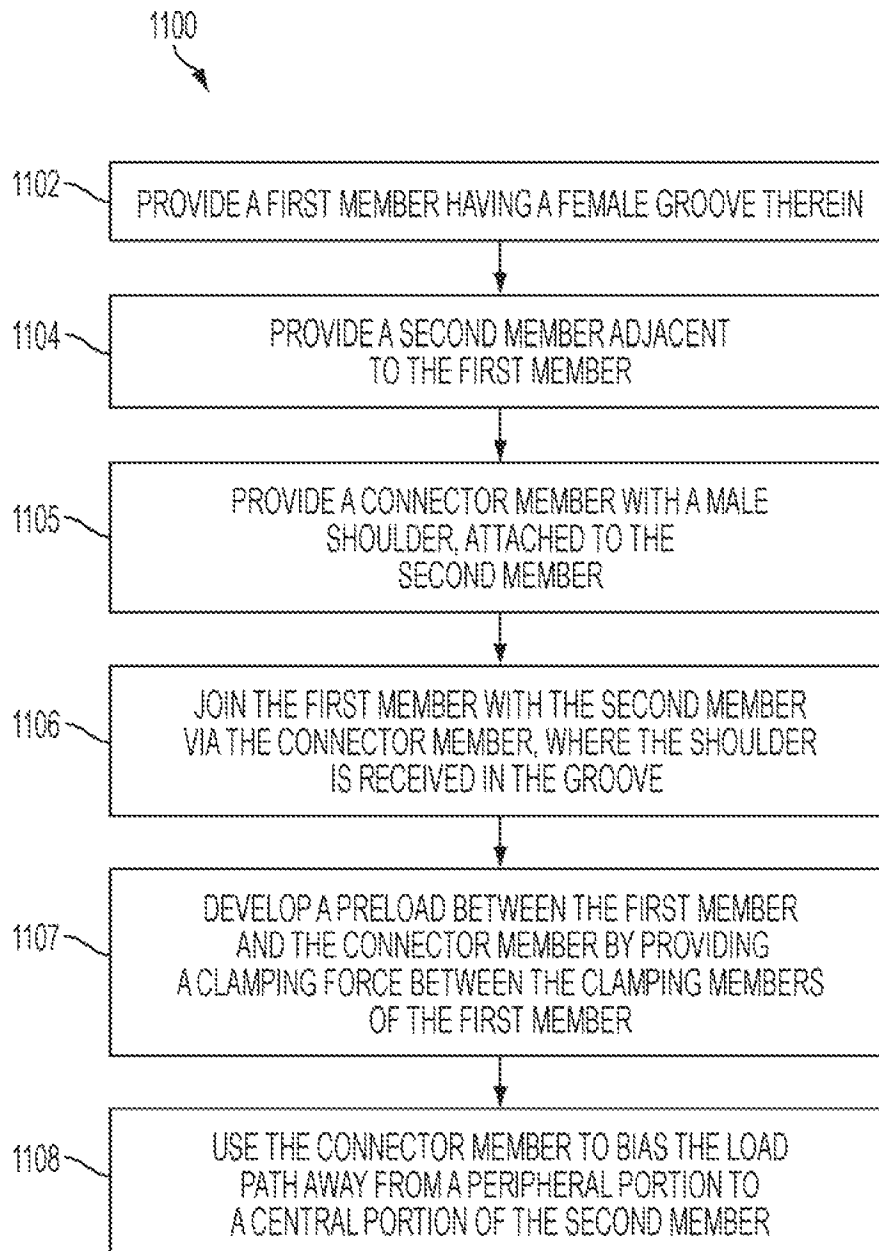 1100
1102
PROVIDE A FIRST MEMBER HAVING A FEMALE GROOVE THEREIN
1104
PROVIDE A SECOND MEMBER ADJACENT
TO THE FIRST MEMBER
1105
PROVIDE A CONNECTOR MEMBER WITH A MALE
SHOULDER, ATTACHED TO THE
SECOND MEMBER
1106
JOIN THE FIRST MEMBER WITH THE SECOND MEMBER
VIA THE CONNECTOR MEMBER, WHERE THE SHOULDER
IS RECEIVED IN THE GROOVE
1107
DEVELOP A PRELOAD BETWEEN THE FIRST MEMBER
AND THE CONNECTOR MEMBER BY PROVIDING
A CLAMPING FORCE BETWEEN THE CLAMPING MEMBERS
OF THE FIRST MEMBER
1108
USE THE CONNECTOR MEMBER TO BIAS THE LOAD
PATH AWAY FROM A PERIPHERAL PORTION TO
A CENTRAL PORTION OF THE SECOND MEMBER